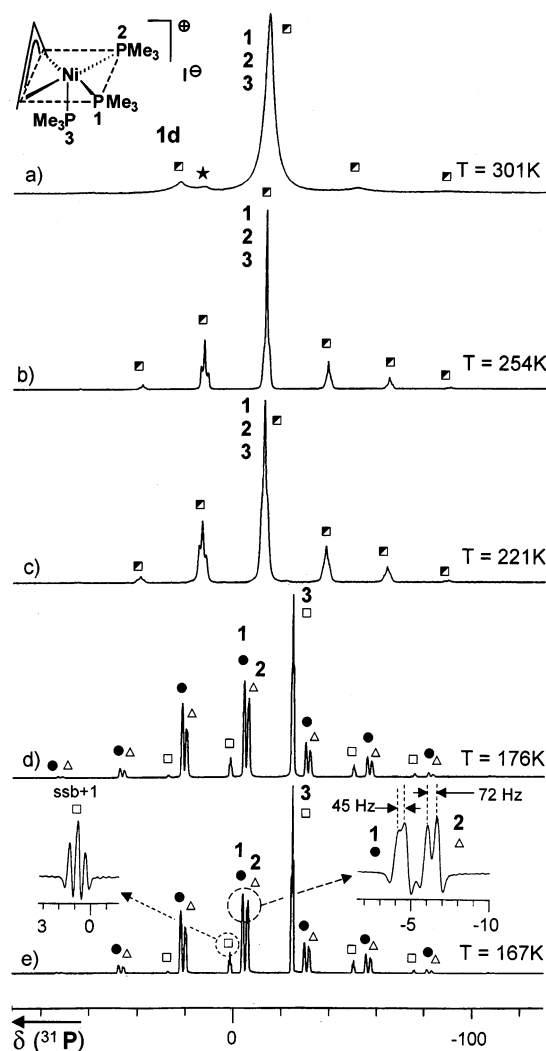 ⊕
2
PMe3
Ni
I⊖
PMe3
1
Me3P
3
1d
1
2
3
a)
★
T = 301K
1
2
3
b)
T = 254K
1
2
3
c)
T = 221K
3
1
2
d)
T = 176K
ssb+1
3
45 Hz
72 Hz
1
2
1
2
3 0
-5 -10
e)
T = 167K
δ (31P)
0 -100